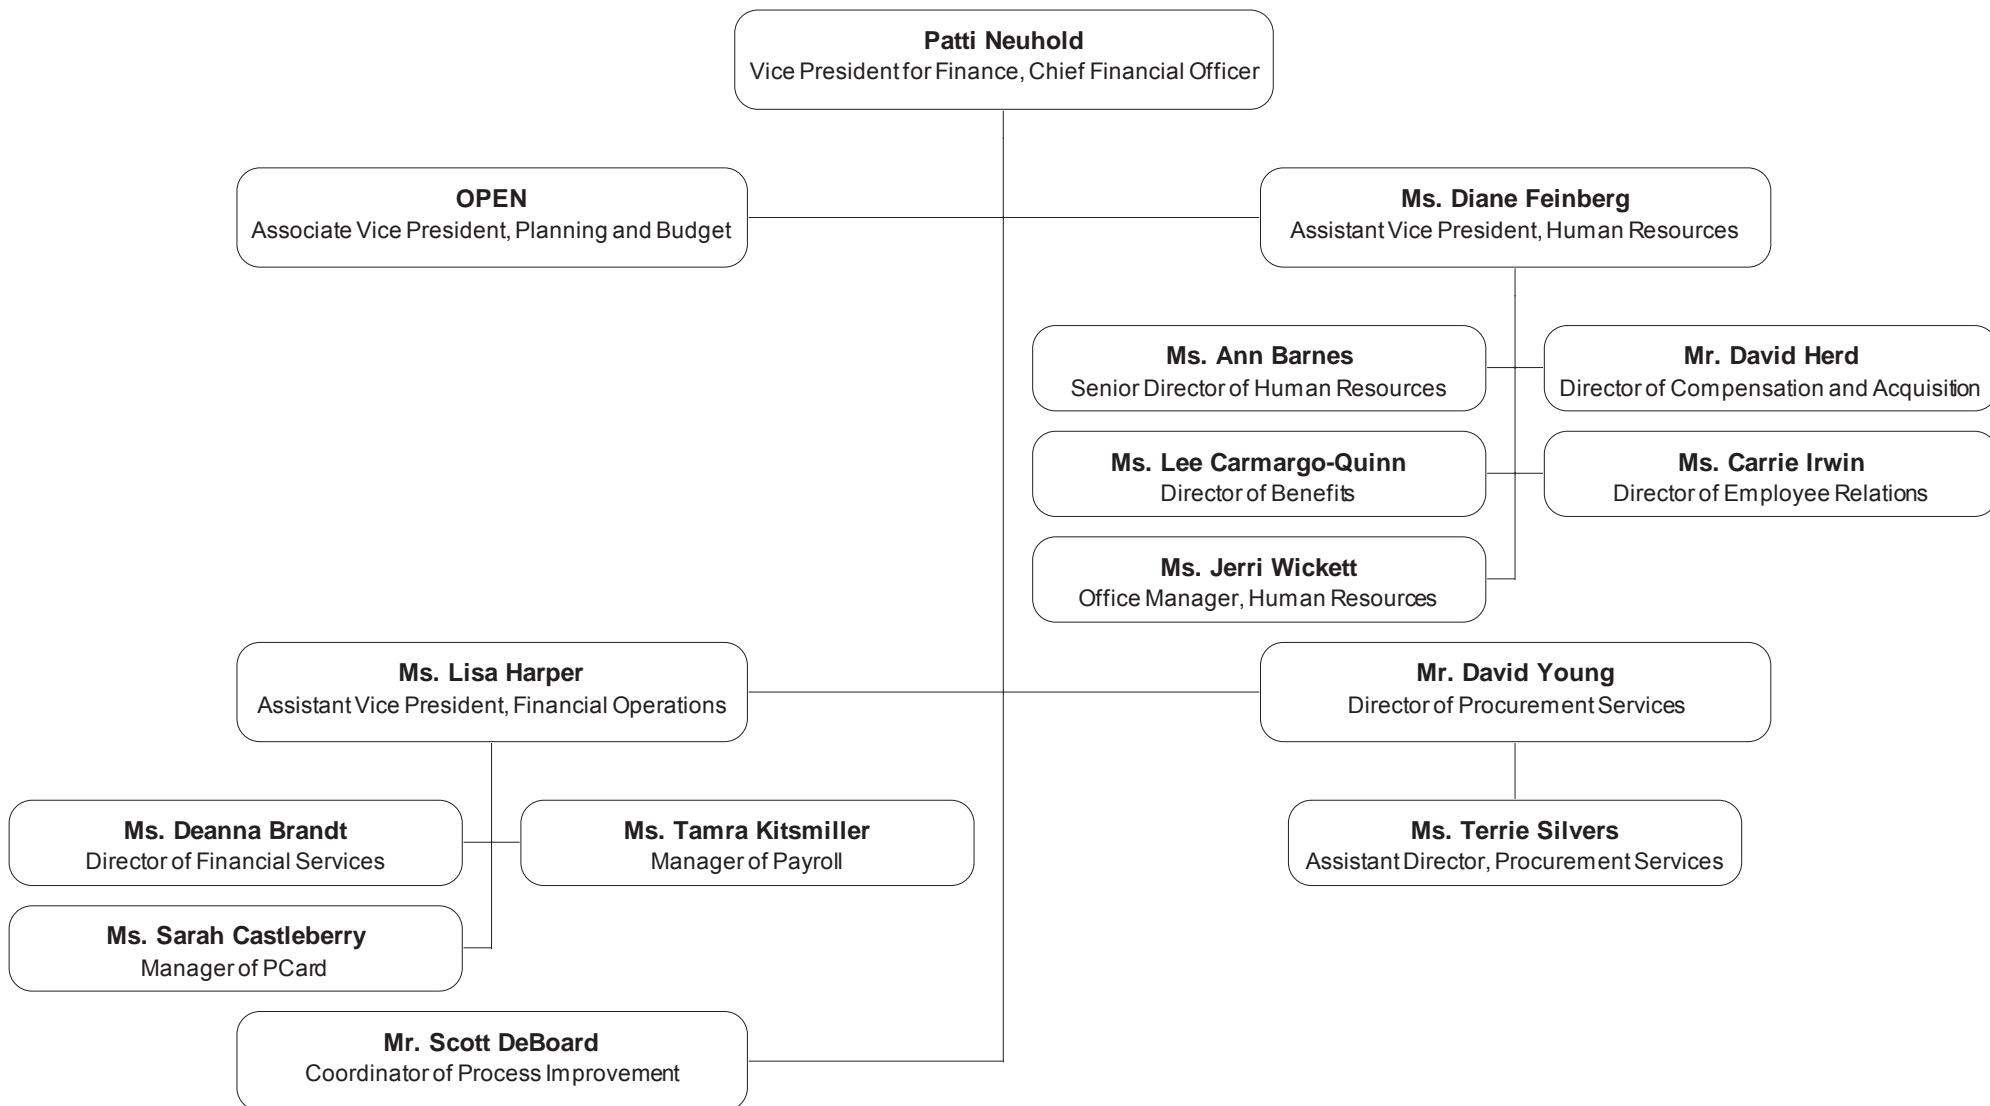 Patti Neuhold
Vice President for Finance, Chief Financial Officer
OPEN
Associate Vice President, Planning and Budget
Ms. Diane Feinberg
Assistant Vice President, Human Resources
Ms. Ann Barnes
Senior Director of Human Resources
Mr. David Herd
Director of Compensation and Acquisition
Ms. Lee Carmargo-Quinn
Director of Benefits
Ms. Carrie Irwin
Director of Employee Relations
Ms. Jerri Wickett
Office Manager, Human Resources
Ms. Lisa Harper
Assistant Vice President, Financial Operations
Mr. David Young
Director of Procurement Services
Ms. Deanna Brandt
Director of Financial Services
Ms. Tamra Kitsmiller
Manager of Payroll
Ms. Terrie Silvers
Assistant Director, Procurement Services
Ms. Sarah Castleberry
Manager of PCard
Mr. Scott DeBoard
Coordinator of Process Improvement